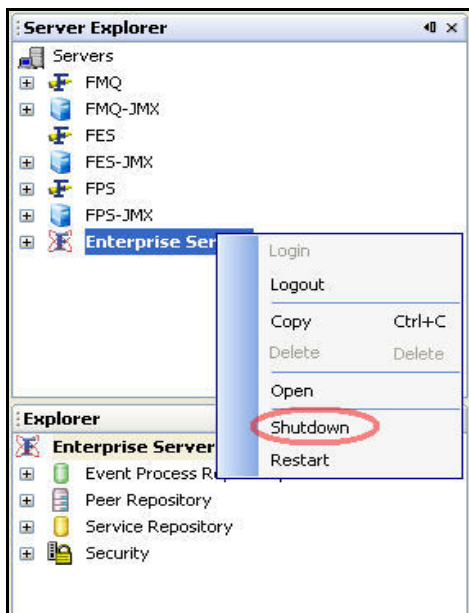 Server Explorer
Servers
FMQ
FMQ-JMX
FES
FES-JMX
FPS
FPS-JMX
Enterprise Ser
Login
Logout
Copy Ctrl+C
Delete Delete
Open
Shutdown
Restart
Explorer
Enterprise Server
Event Process R
Peer Repository
Service Repository
Security